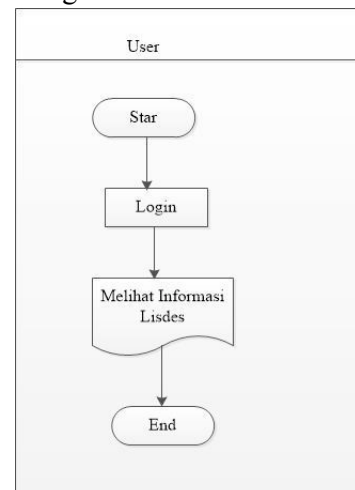 User
Star
Login
Melihat Informasi
Lisdes
End